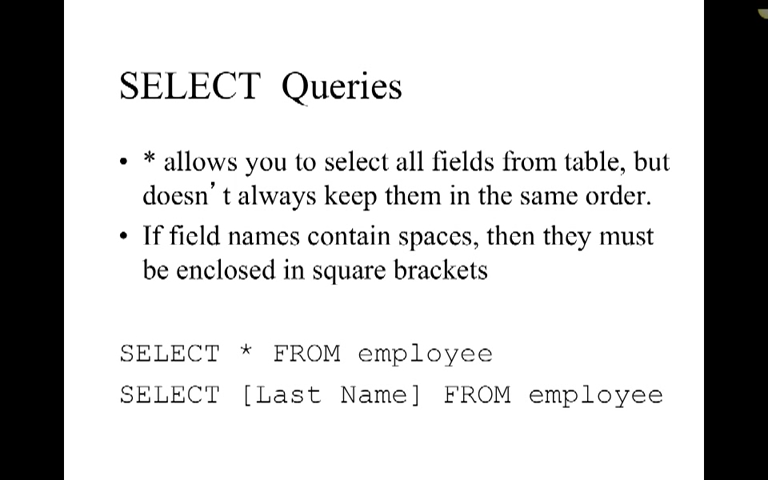 SELECT Queries
• * allows you to select all fields from table, but
doesn’t always keep them in the same order.
• If field names contain spaces, then they must
be enclosed in square brackets
SELECT * FROM employee
SELECT [Last Name] FROM employee